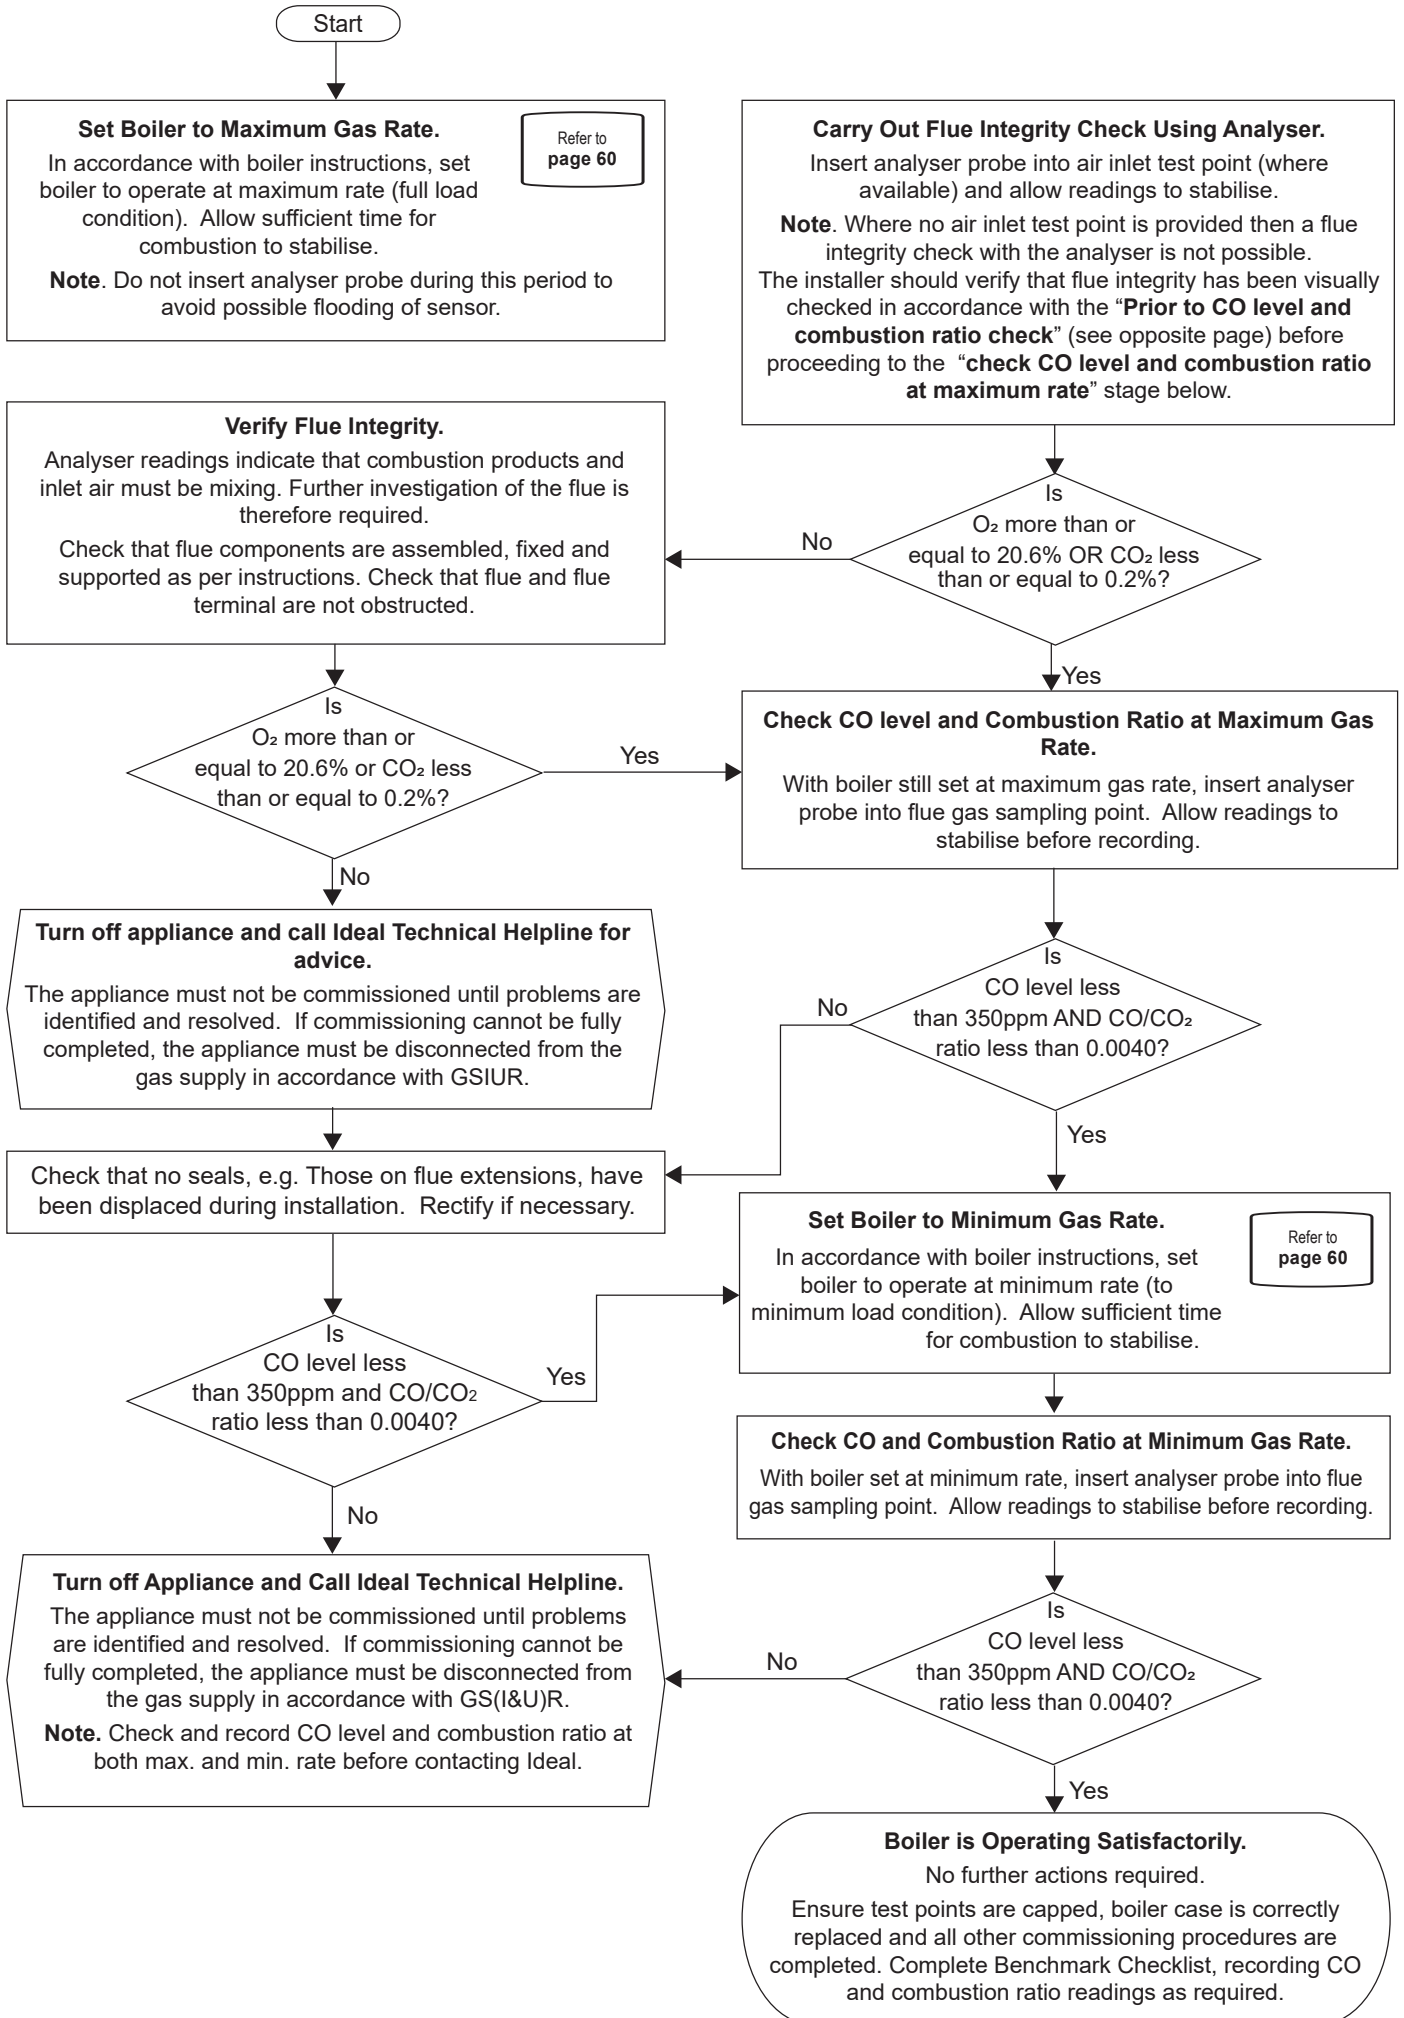 Start
Set Boiler to Maximum Gas Rate.
In accordance with boiler instructions, set
boiler to operate at maximum rate (full load
condition).  Allow sufficient time for
combustion to stabilise.
Note. Do not insert analyser probe during this period to
avoid possible flooding of sensor.
Refer to
page 60
Carry Out Flue Integrity Check Using Analyser.
Insert analyser probe into air inlet test point (where
available) and allow readings to stabilise.
Note. Where no air inlet test point is provided then a flue
integrity check with the analyser is not possible.
The installer should verify that flue integrity has been visually
checked in accordance with the “Prior to CO level and
combustion ratio check” (see opposite page) before
proceeding to the  “check CO level and combustion ratio
at maximum rate” stage below.
Is
O₂ more than or
equal to 20.6% OR CO₂ less
than or equal to 0.2%?
No
Yes
Verify Flue Integrity.
Analyser readings indicate that combustion products and
inlet air must be mixing. Further investigation of the flue is
therefore required.
Check that flue components are assembled, fixed and
supported as per instructions. Check that flue and flue
terminal are not obstructed.
Is
O₂ more than or
equal to 20.6% or CO₂ less
than or equal to 0.2%?
Yes
No
Check CO level and Combustion Ratio at Maximum Gas
Rate.
With boiler still set at maximum gas rate, insert analyser
probe into flue gas sampling point.  Allow readings to
stabilise before recording.
Turn off appliance and call Ideal Technical Helpline for
advice.
The appliance must not be commissioned until problems are
identified and resolved.  If commissioning cannot be fully
completed, the appliance must be disconnected from the
gas supply in accordance with GSIUR.
Is
CO level less
than 350ppm AND CO/CO₂
ratio less than 0.0040?
No
Yes
Check that no seals, e.g. Those on flue extensions, have
been displaced during installation.  Rectify if necessary.
Set Boiler to Minimum Gas Rate.
In accordance with boiler instructions, set
boiler to operate at minimum rate (to
minimum load condition).  Allow sufficient time
for combustion to stabilise.
Refer to
page 60
Is
CO level less
than 350ppm and CO/CO₂
ratio less than 0.0040?
Yes
No
Check CO and Combustion Ratio at Minimum Gas Rate.
With boiler set at minimum rate, insert analyser probe into flue
gas sampling point.  Allow readings to stabilise before recording.
Turn off Appliance and Call Ideal Technical Helpline.
The appliance must not be commissioned until problems
are identified and resolved.  If commissioning cannot be
fully completed, the appliance must be disconnected from
the gas supply in accordance with GS(I&U)R.
Note. Check and record CO level and combustion ratio at
both max. and min. rate before contacting Ideal.
Is
CO level less
than 350ppm AND CO/CO₂
ratio less than 0.0040?
No
Yes
Boiler is Operating Satisfactorily.
No further actions required.
Ensure test points are capped, boiler case is correctly
replaced and all other commissioning procedures are
completed. Complete Benchmark Checklist, recording CO
and combustion ratio readings as required.